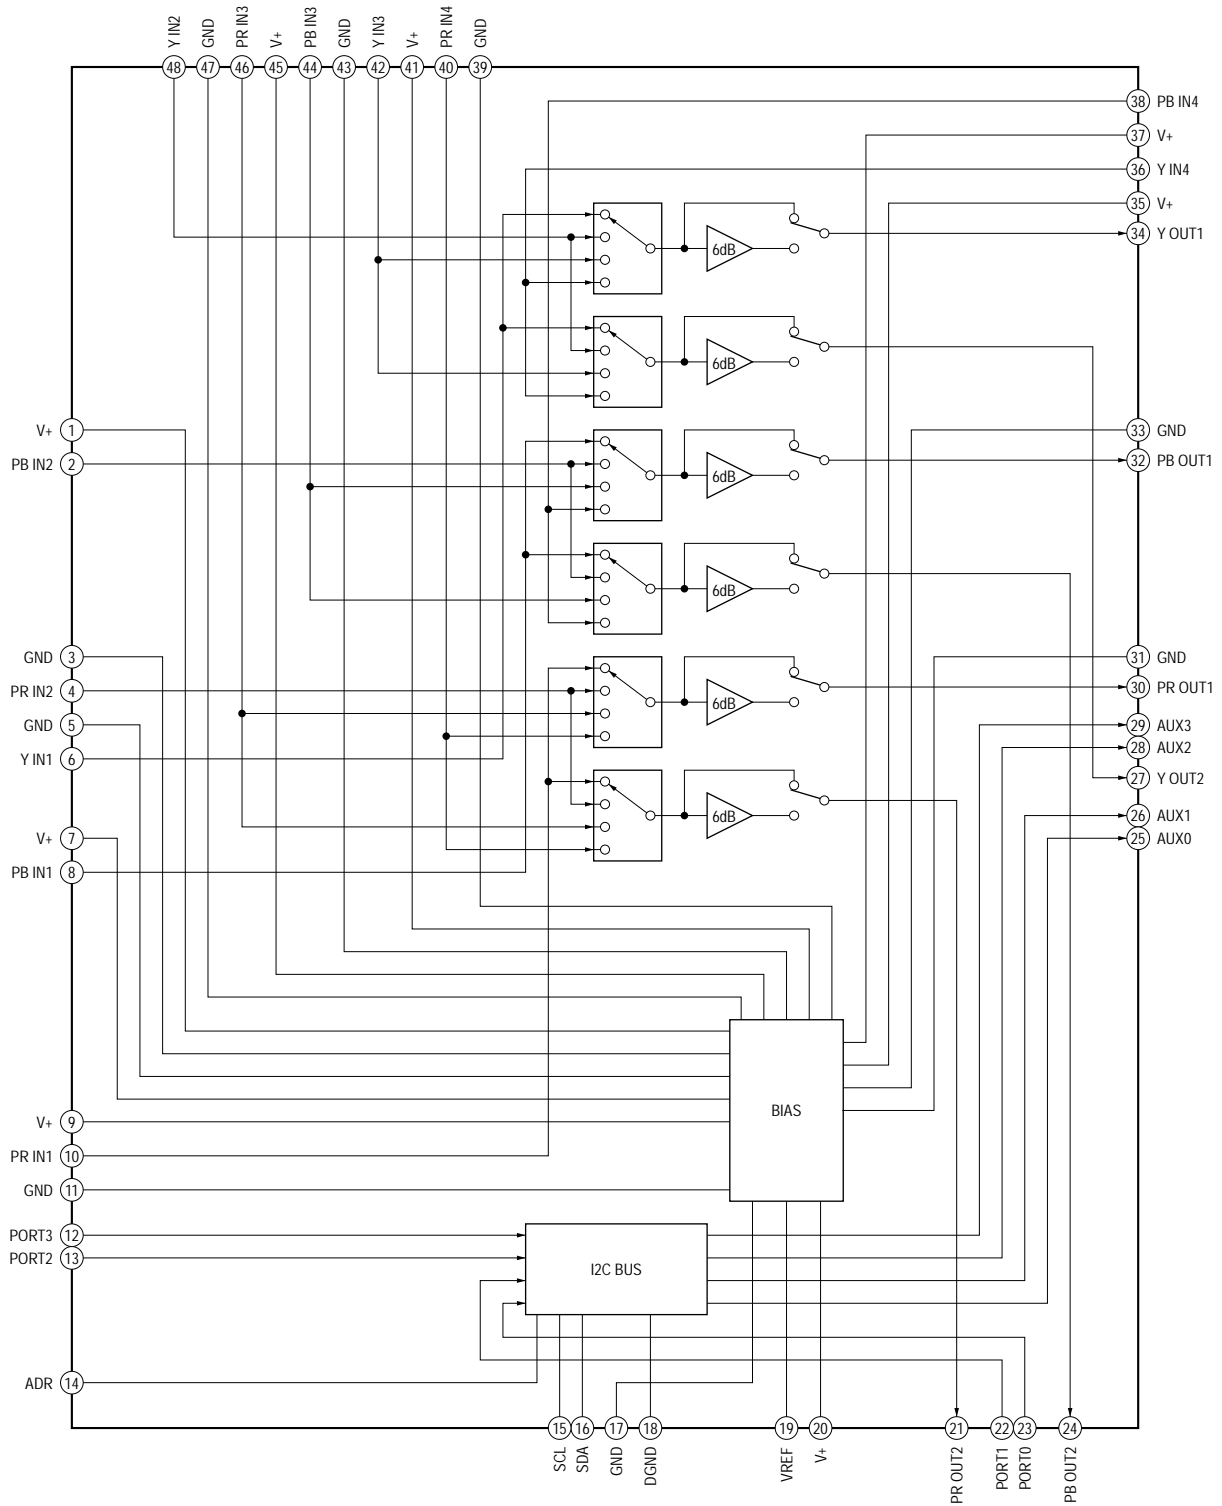 Y IN2
GND
PR IN3
V+
PB IN3
GND
Y IN3
V+
PR IN4
GND
48
47
46
45
44
43
42
41
40
39
38 PB IN4
37 V+
36 Y IN4
35 V+
34 Y OUT1
6dB
6dB
V+ 1
33 GND
PB IN2 2
32 PB OUT1
6dB
6dB
GND 3
31 GND
PR IN2 4
30 PR OUT1
6dB
GND 5
29 AUX3
28 AUX2
Y IN1 6
27 Y OUT2
6dB
26 AUX1
V+ 7
25 AUX0
PB IN1 8
BIAS
V+ 9
PR IN1 10
GND 11
PORT3 12
PORT2 13
I2C BUS
ADR 14
15
16
17
18
19
20
21
22
23
24
SCL
SDA
GND
DGND
VREF
V+
PR OUT2
PORT1
PORT0
PB OUT2